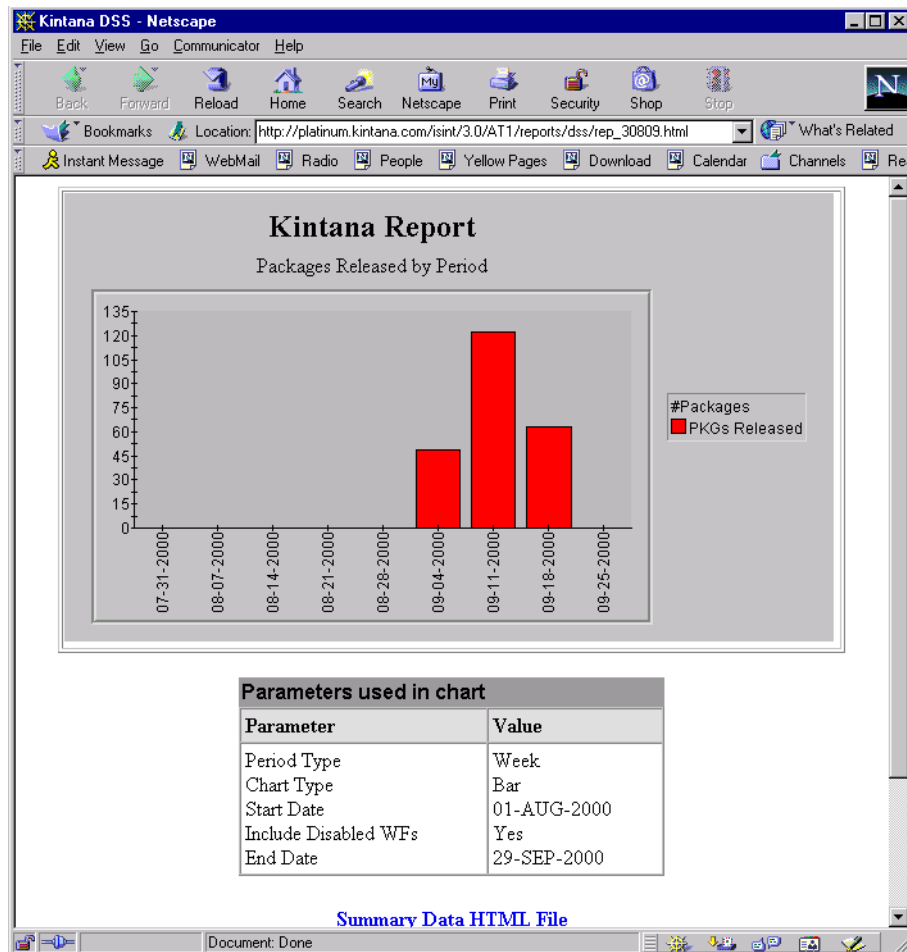 Kintana DSS - Netscape
File Edit View Go Communicator Help
Back Forward Reload Home Search Netscape Print Security Shop Stop
My
N
Bookmarks Location: http://platinum.kintana.com/isint/3.0/AT1/reports/dss/rep_30809.html What's Related
Instant Message WebMail Radio People Yellow Pages Download Calendar Channels Re
Kintana Report
Packages Released by Period
135
120
105
90
75
60
45
30
15
0
07-31-2000
08-07-2000
08-14-2000
08-21-2000
08-28-2000
09-04-2000
09-11-2000
09-18-2000
09-25-2000
#Packages
PKGs Released
Parameters used in chart
Parameter Value
Period Type Week
Chart Type Bar
Start Date 01-AUG-2000
Include Disabled WFs Yes
End Date 29-SEP-2000
Summary Data HTML File
Document: Done